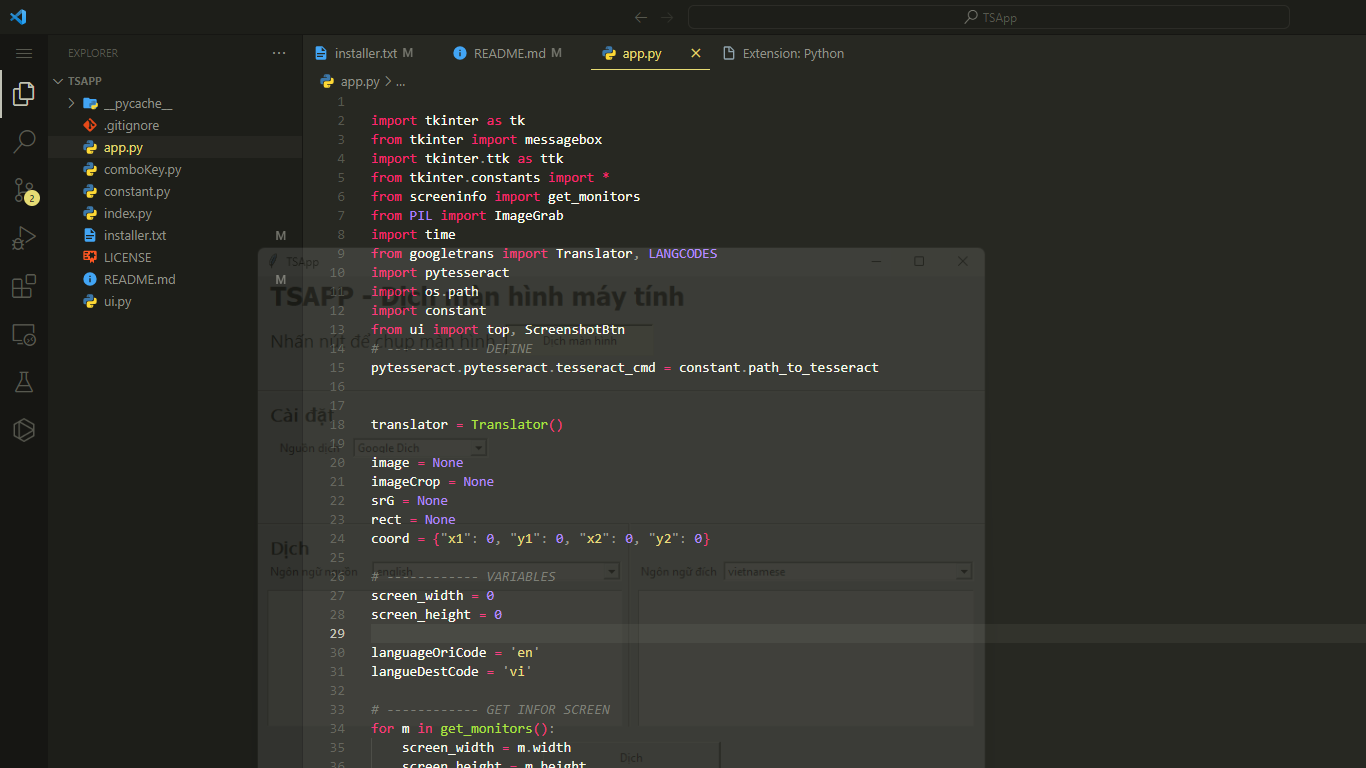 TSApp
EXPLORER
···
TSAPP
__pycache__
.gitignore
app.py
comboKey.py
constant.py
index.py
installer.txt M
LICENSE
README.md M
ui.py
2
installer.txt M
README.md M
app.py
Extension: Python
app.py > ...
1
2 import tkinter as tk
3 from tkinter import messagebox
4 import tkinter.ttk as ttk
5 from tkinter.constants import *
6 from screeninfo import get_monitors
7 from PIL import ImageGrab
8 import time
9 from googletrans import Translator, LANGCODES
10 import pytesseract
11 import os.path
12 import constant
13 from ui import top, ScreenshotBtn
14 # ------------ DEFINE
15 pytesseract.pytesseract.tesseract_cmd = constant.path_to_tesseract
16
17
18 translator = Translator()
19
20 image = None
21 imageCrop = None
22 srG = None
23 rect = None
24 coord = {"x1": 0, "y1": 0, "x2": 0, "y2": 0}
25
26 # ------------ VARIABLES
27 screen_width = 0
28 screen_height = 0
29
30 languageOriCode = 'en'
31 langueDestCode = 'vi'
32
33 # ------------ GET INFOR SCREEN
34 for m in get_monitors():
35 screen_width = m.width
36 screen_height = m.height
TSApp
TSAPP - Dịch màn hình máy tính
Nhấn nút để chụp màn hình
Dịch màn hình
Cài đặt
Nguồn dịch
Google Dịch
Dịch
Ngôn ngữ nguồn
english
Ngôn ngữ đích
vietnamese
Dịch